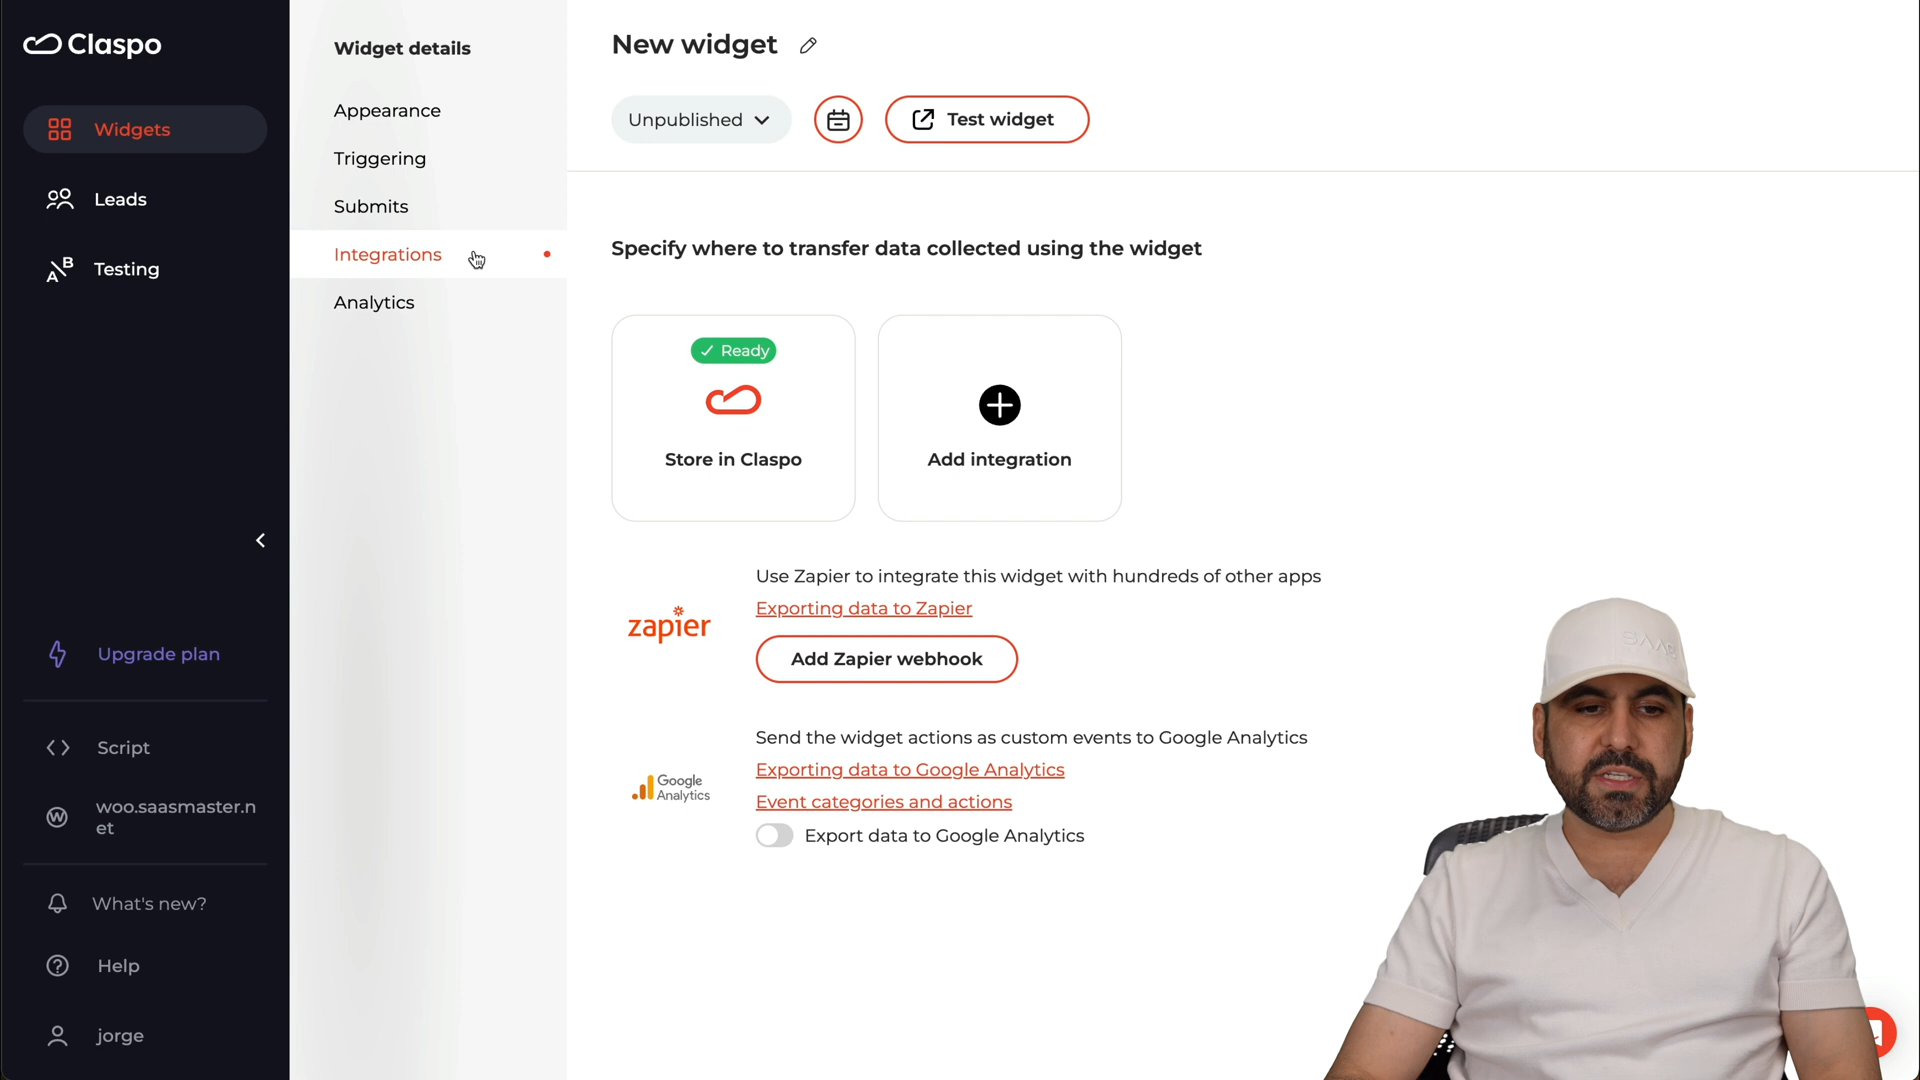 Claspo
Widgets
Leads
Testing
Upgrade plan
Script
woo.saasmaster.n
et
What's new?
Help
jorge
Widget details
Appearance
Triggering
Submits
Integrations
Analytics
New widget
Unpublished
Test widget
Specify where to transfer data collected using the widget
Ready
Store in Claspo
Add integration
zapier
Use Zapier to integrate this widget with hundreds of other apps
Exporting data to Zapier
Add Zapier webhook
Google
Analytics
Send the widget actions as custom events to Google Analytics
Exporting data to Google Analytics
Event categories and actions
Export data to Google Analytics